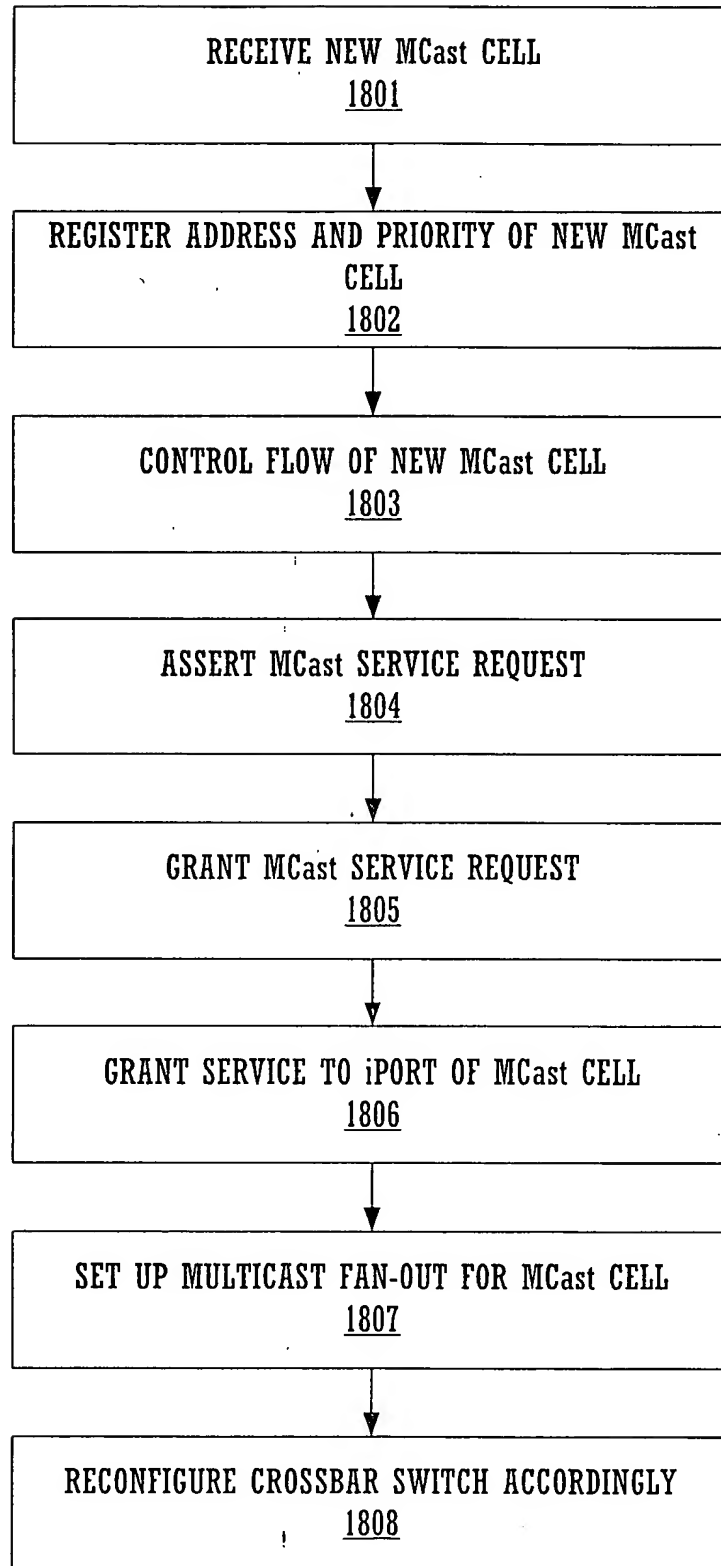 RECEIVE NEW MCast CELL
1801
REGISTER ADDRESS AND PRIORITY OF NEW MCast
CELL
1802
CONTROL FLOW OF NEW MCast CELL
1803
ASSERT MCast SERVICE REQUEST
1804
GRANT MCast SERVICE REQUEST
1805
GRANT SERVICE TO iPORT OF MCast CELL
1806
SET UP MULTICAST FAN-OUT FOR MCast CELL
1807
RECONFIGURE CROSSBAR SWITCH ACCORDINGLY
1808